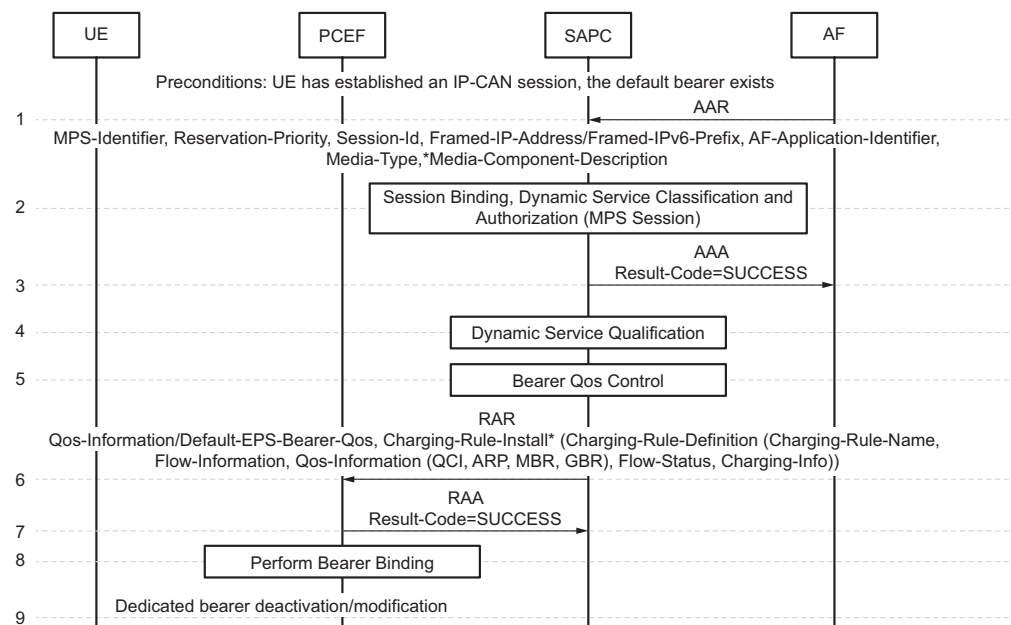 UE
PCEF
SAPC
AF
Preconditions: UE has established an IP-CAN session, the default bearer exists
AAR
1
MPS-Identifier, Reservation-Priority, Session-Id, Framed-IP-Address/Framed-IPv6-Prefix, AF-Application-Identifier,
Media-Type,*Media-Component-Description
2
Session Binding, Dynamic Service Classification and
Authorization (MPS Session)
AAA
Result-Code=SUCCESS
3
4
Dynamic Service Qualification
5
Bearer Qos Control
RAR
Qos-Information/Default-EPS-Bearer-Qos, Charging-Rule-Install* (Charging-Rule-Definition (Charging-Rule-Name,
Flow-Information, Qos-Information (QCI, ARP, MBR, GBR), Flow-Status, Charging-Info))
6
RAA
Result-Code=SUCCESS
7
8
Perform Bearer Binding
Dedicated bearer deactivation/modification
9